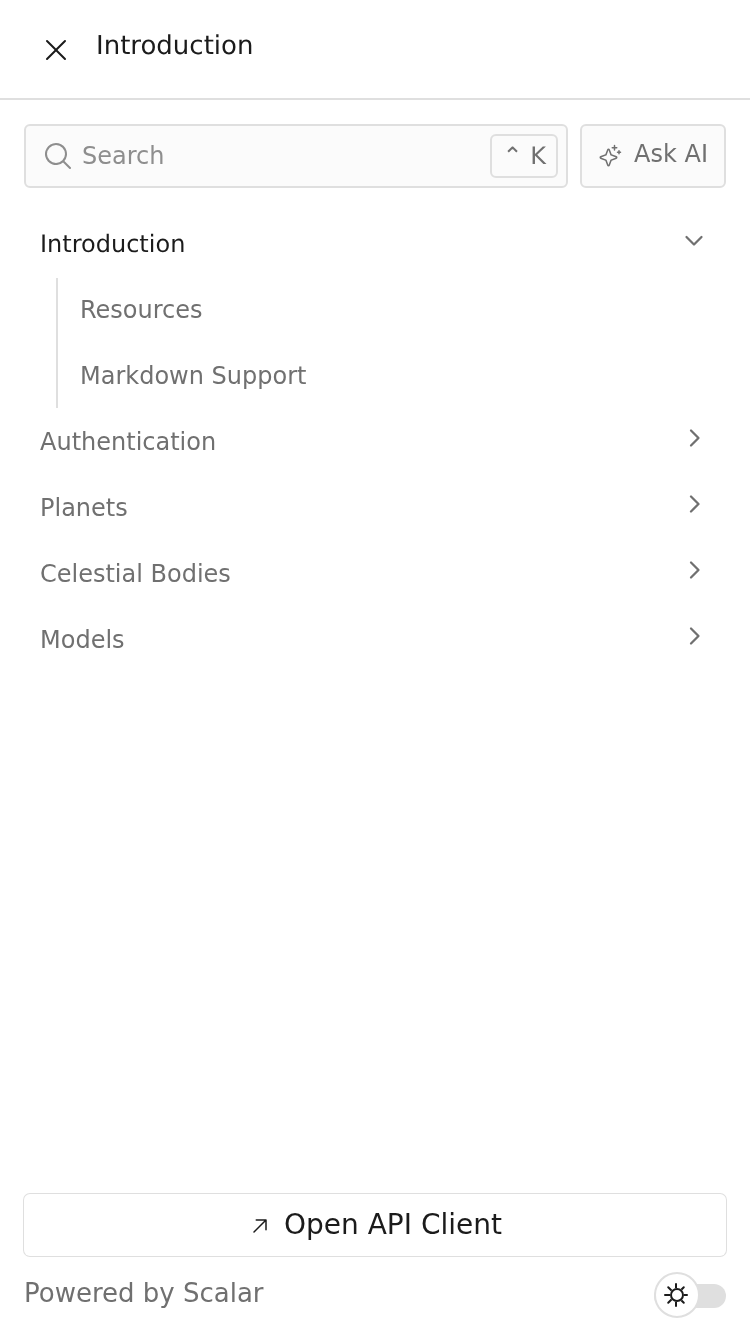 Introduction
Search
⌃ K
Ask AI
Introduction
Resources
Markdown Support
Authentication
Planets
Celestial Bodies
Models
Open API Client
Powered by Scalar